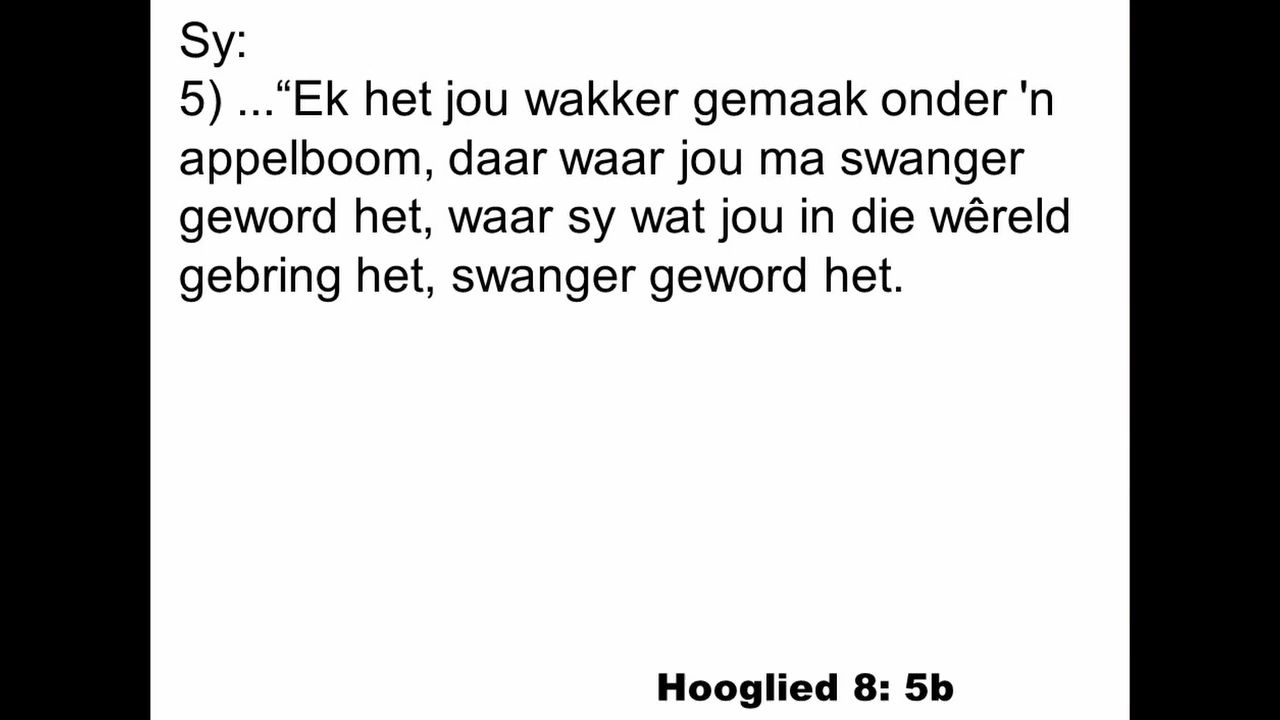 Sy:
5) ...“Ek het jou wakker gemaak onder 'n
appelboom, daar waar jou ma swanger
geword het, waar sy wat jou in die wêreld
gebring het, swanger geword het.
Hooglied 8: 5b